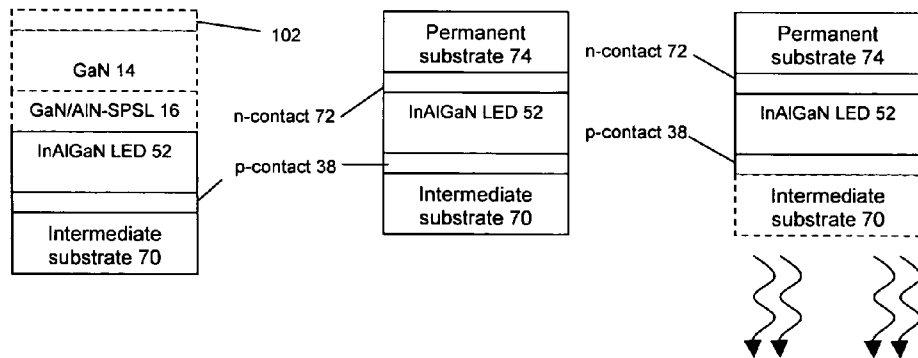 102
GaN 14
GaN/AlN-SPSL 16
InAlGaN LED 52
Intermediate
substrate 70
n-contact 72
p-contact 38
Permanent
substrate 74
InAlGaN LED 52
Intermediate
substrate 70
n-contact 72
p-contact 38
Permanent
substrate 74
InAlGaN LED 52
Intermediate
substrate 70